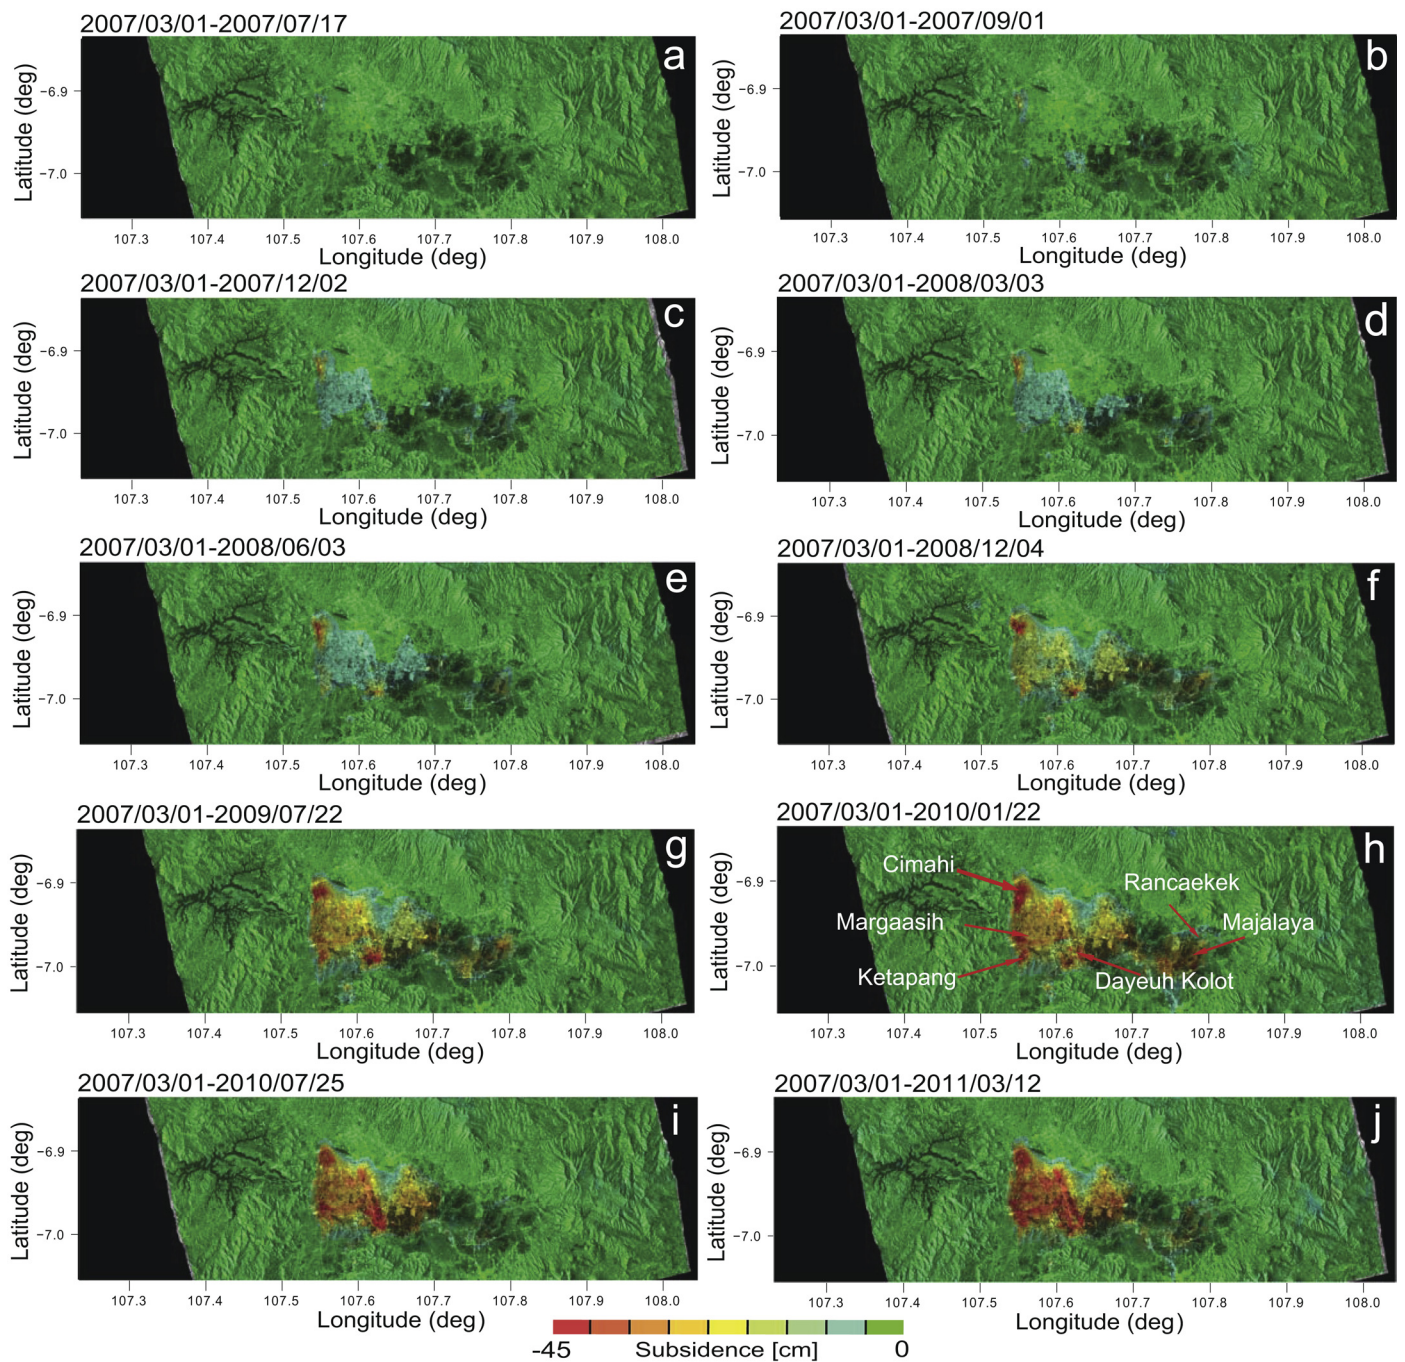 2007/03/01-2007/07/17
a
Latitude (deg)
-6.9
-7.0
107.3 107.4 107.5 107.6 107.7 107.8 107.9 108.0
Longitude (deg)
2007/03/01-2007/09/01
b
Latitude (deg)
-6.9
-7.0
107.3 107.4 107.5 107.6 107.7 107.8 107.9 108.0
Longitude (deg)
2007/03/01-2007/12/02
c
Latitude (deg)
-6.9
-7.0
107.3 107.4 107.5 107.6 107.7 107.8 107.9 108.0
Longitude (deg)
2007/03/01-2008/03/03
d
Latitude (deg)
-6.9
-7.0
107.3 107.4 107.5 107.6 107.7 107.8 107.9 108.0
Longitude (deg)
2007/03/01-2008/06/03
e
Latitude (deg)
-6.9
-7.0
107.3 107.4 107.5 107.6 107.7 107.8 107.9 108.0
Longitude (deg)
2007/03/01-2008/12/04
f
Latitude (deg)
-6.9
-7.0
107.3 107.4 107.5 107.6 107.7 107.8 107.9 108.0
Longitude (deg)
2007/03/01-2009/07/22
g
Latitude (deg)
-6.9
-7.0
107.3 107.4 107.5 107.6 107.7 107.8 107.9 108.0
Longitude (deg)
2007/03/01-2010/01/22
h
Cimahi
Rancaekek
Margaasih
Majalaya
Ketapang
Dayeuh Kolot
Latitude (deg)
-6.9
-7.0
107.3 107.4 107.5 107.6 107.7 107.8 107.9 108.0
Longitude (deg)
2007/03/01-2010/07/25
i
Latitude (deg)
-6.9
-7.0
107.3 107.4 107.5 107.6 107.7 107.8 107.9 108.0
Longitude (deg)
2007/03/01-2011/03/12
j
Latitude (deg)
-6.9
-7.0
107.3 107.4 107.5 107.6 107.7 107.8 107.9 108.0
Longitude (deg)
-45 Subsidence [cm] 0